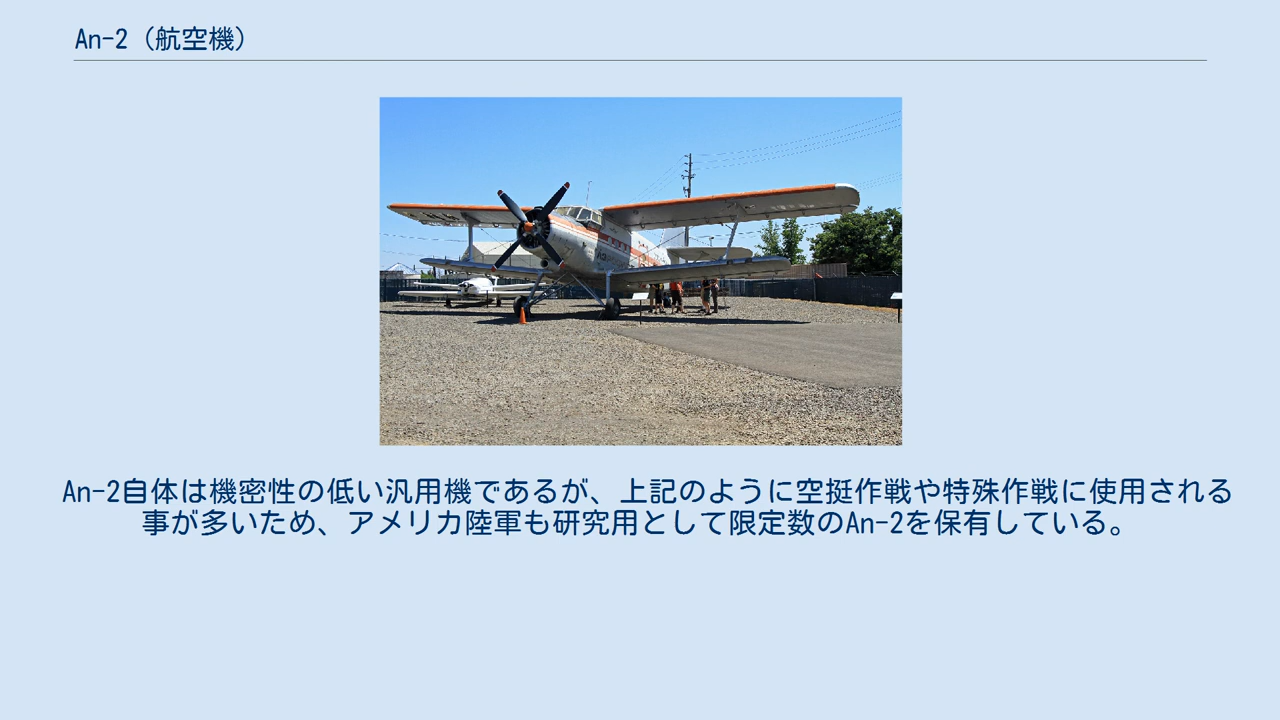 An-2（航空機）
An-2自体は機密性の低い汎用機であるが、上記のように空挺作戦や特殊作戦に使用される
事が多いため、アメリカ陸軍も研究用として限定数のAn-2を保有している。